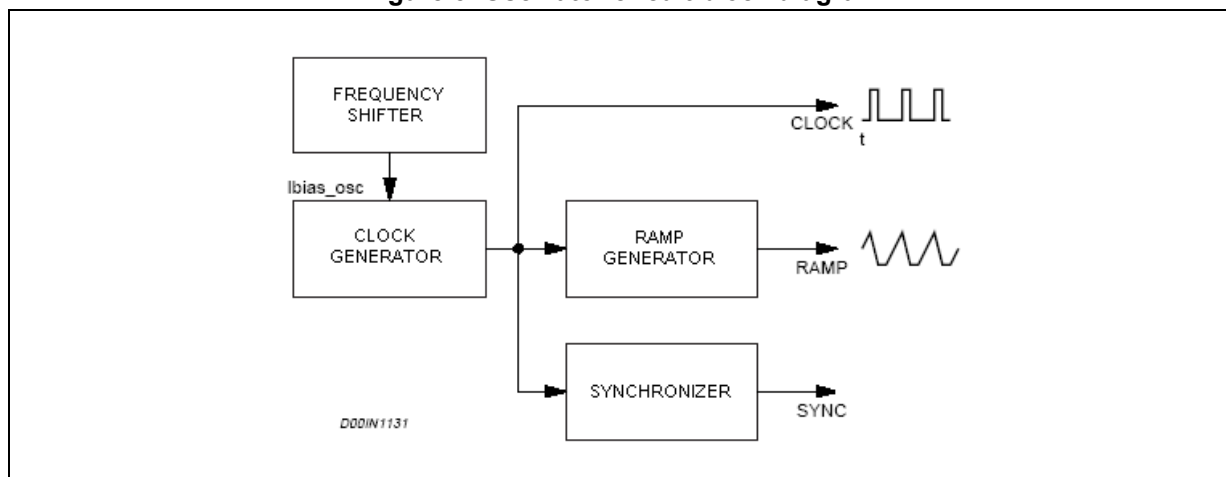 FREQUENCY
SHIFTER
CLOCK
t
Ibias_osc
CLOCK
GENERATOR
RAMP
GENERATOR
RAMP
SYNCHRONIZER
SYNC
D00IN1131